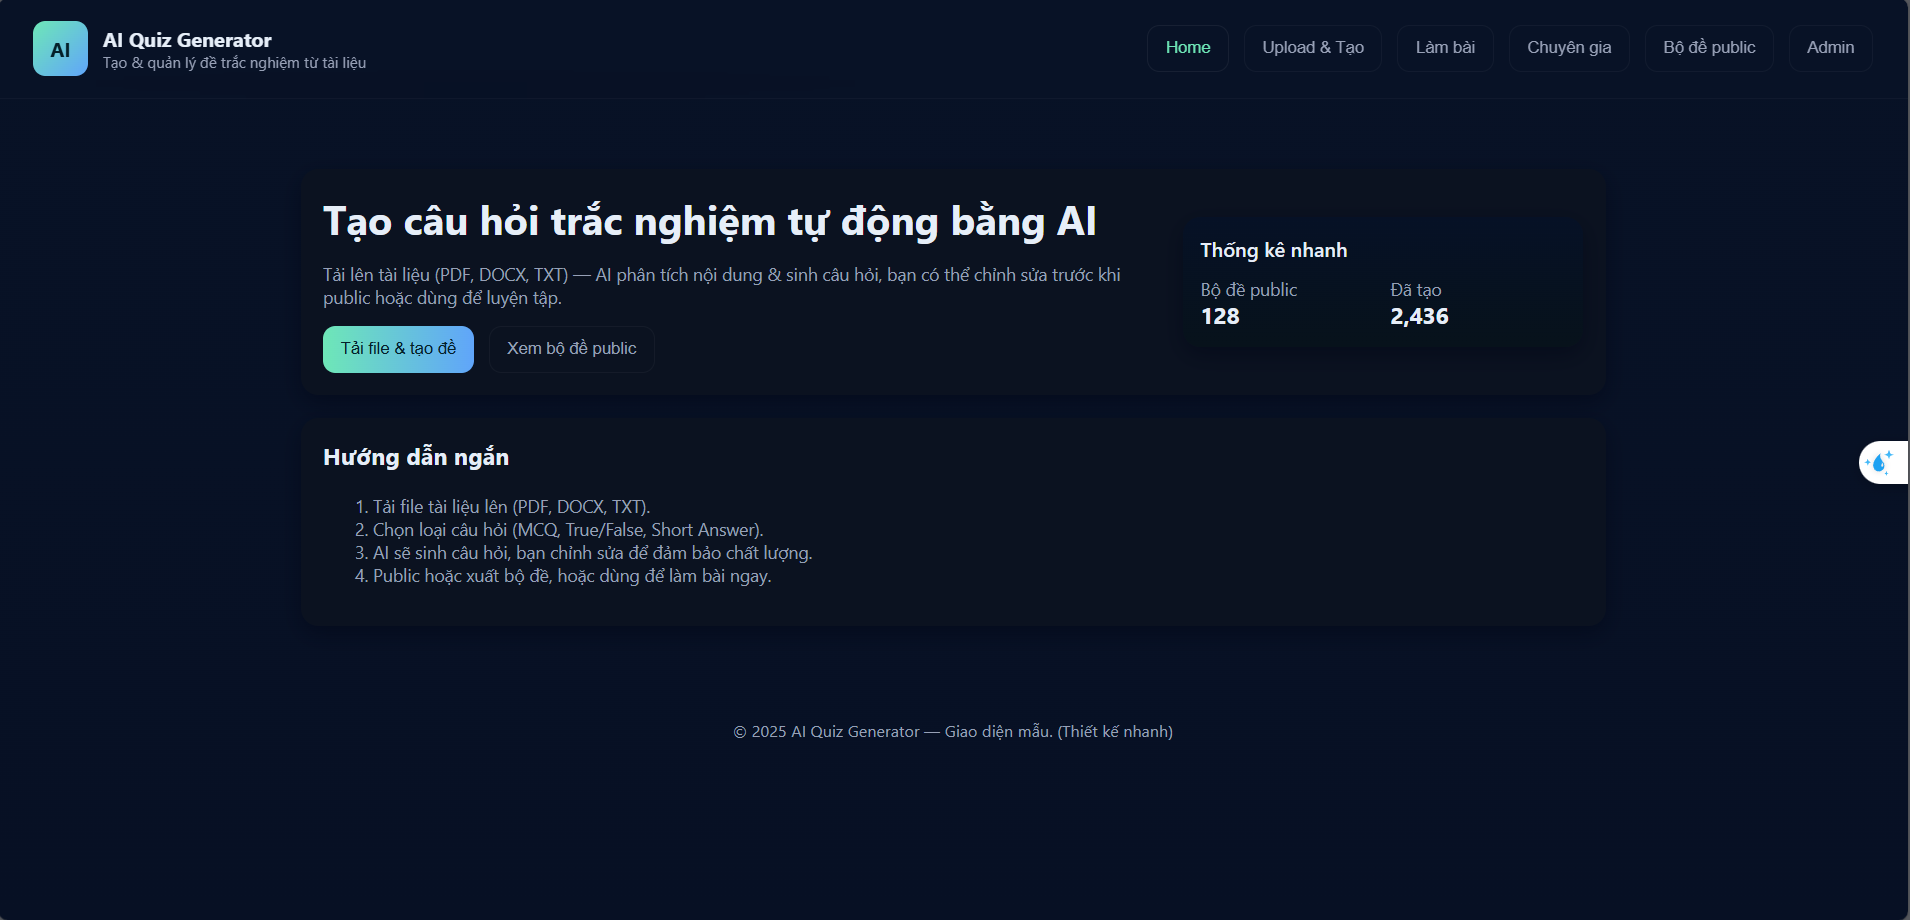 AI
AI Quiz Generator
Tạo & quản lý đề trắc nghiệm từ tài liệu
Home
Upload & Tạo
Làm bài
Chuyên gia
Bộ đề public
Admin
Tạo câu hỏi trắc nghiệm tự động bằng AI
Tải lên tài liệu (PDF, DOCX, TXT) — AI phân tích nội dung & sinh câu hỏi, bạn có thể chỉnh sửa trước khi
public hoặc dùng để luyện tập.
Tải file & tạo đề
Xem bộ đề public
Thống kê nhanh
Bộ đề public
128
Đã tạo
2,436
Hướng dẫn ngắn
1. Tải file tài liệu lên (PDF, DOCX, TXT).
2. Chọn loại câu hỏi (MCQ, True/False, Short Answer).
3. AI sẽ sinh câu hỏi, bạn chỉnh sửa để đảm bảo chất lượng.
4. Public hoặc xuất bộ đề, hoặc dùng để làm bài ngay.
© 2025 AI Quiz Generator — Giao diện mẫu. (Thiết kế nhanh)